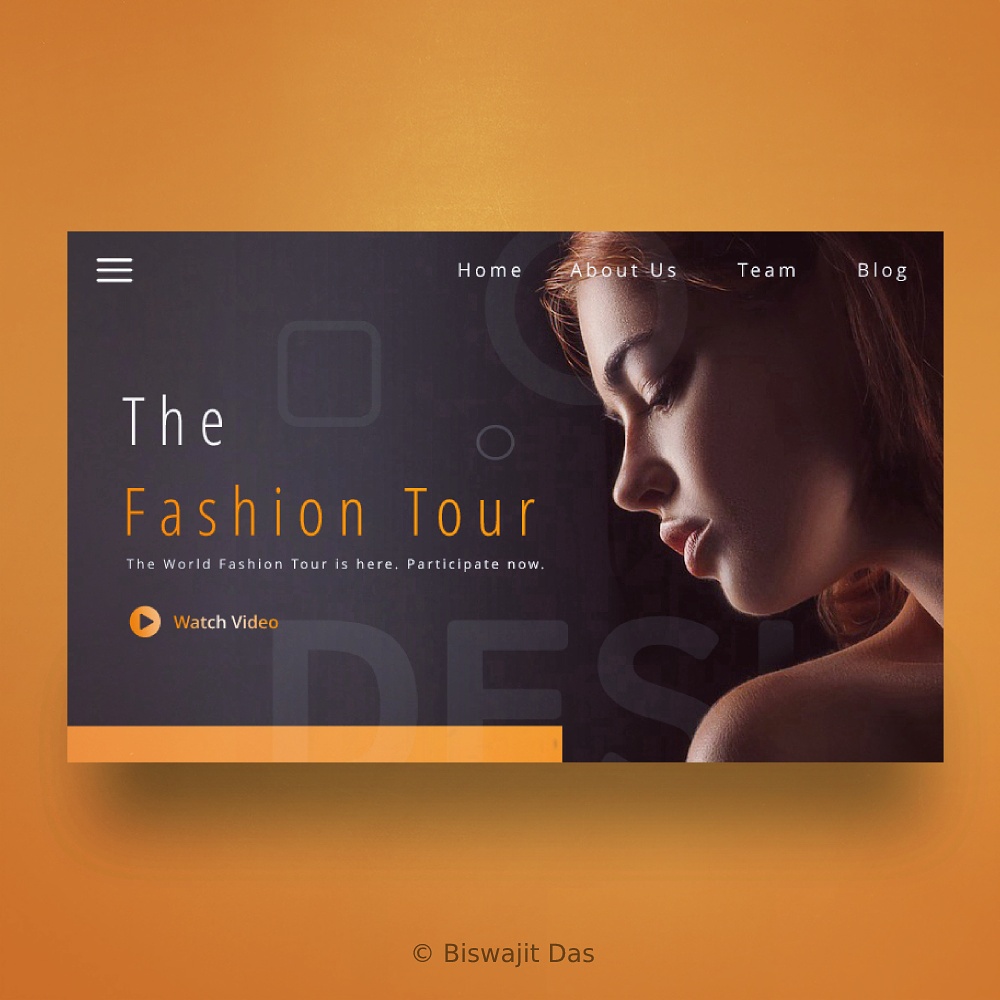 Home About Us Team Blog
The
Fashion Tour
The World Fashion Tour is here. Participate now.
Watch Video
DESI
© Biswajit Das